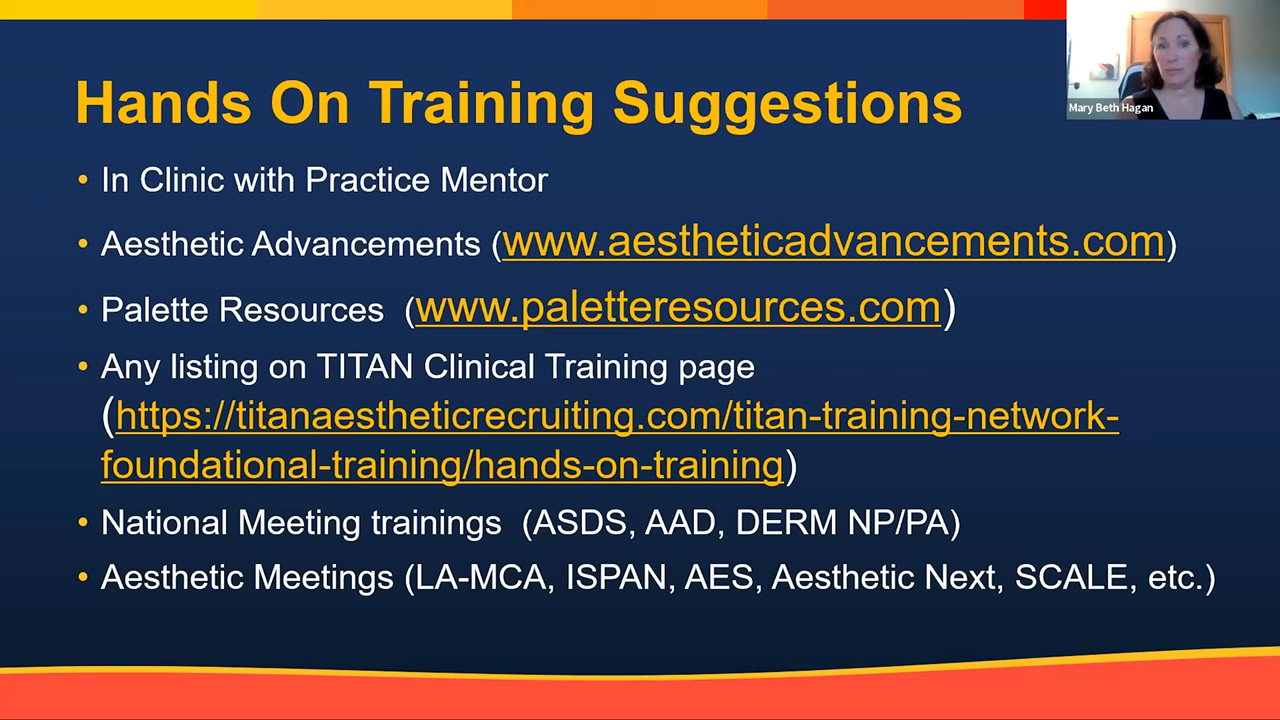 Mary Beth Hagan
Hands On Training Suggestions
• In Clinic with Practice Mentor
• Aesthetic Advancements (www.aestheticadvancements.com)
• Palette Resources (www.paletteresources.com)
• Any listing on TITAN Clinical Training page
(https://titanaestheticrecruiting.com/titan-training-network-
foundational-training/hands-on-training)
• National Meeting trainings (ASDS, AAD, DERM NP/PA)
• Aesthetic Meetings (LA-MCA, ISPAN, AES, Aesthetic Next, SCALE, etc.)